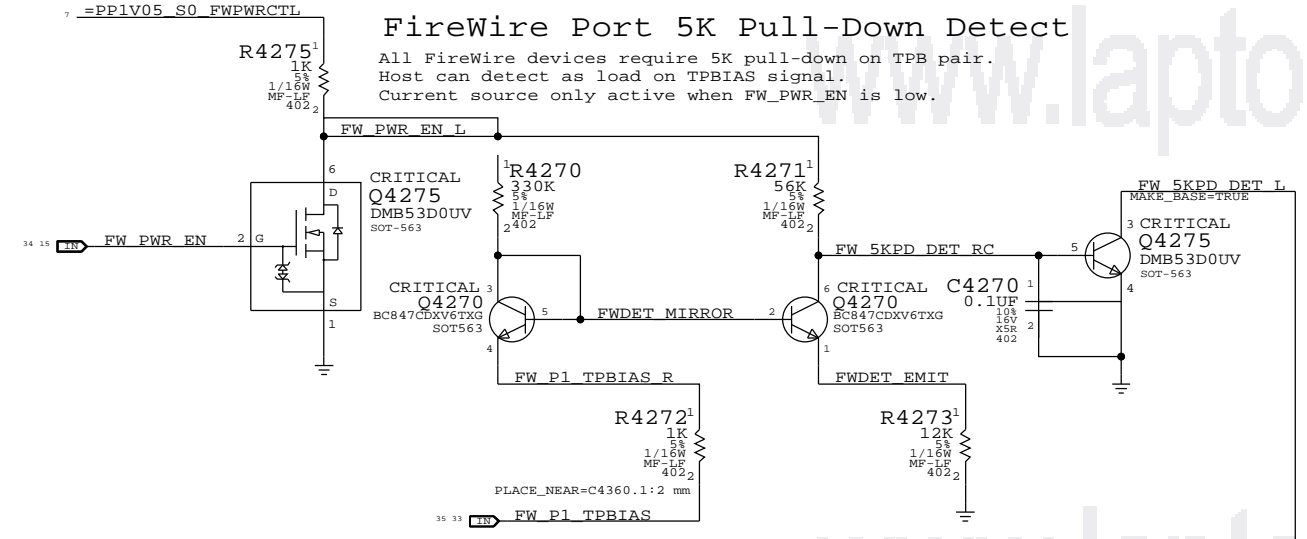 7 =PP1V05_S0_FWPWRCTL
FireWire Port 5K Pull-Down Detect
All FireWire devices require 5K pull-down on TPB pair.
Host can detect as load on TPBIAS signal.
Current source only active when FW_PWR_EN is low.
www.lapto
R4275 1
1K
5%
1/16W
MF-LF
402 2
FW_PWR_EN_L
6
D
CRITICAL
Q4275
DMB53D0UV
SOT-563
34 15 IN FW_PWR_EN 2 G
S
1
1 R4270
330K
5%
1/16W
MF-LF
2 402
R4271 1
56K
5%
1/16W
MF-LF
402 2
FW_5KPD_DET_L
MAKE_BASE=TRUE
FW_5KPD_DET_RC
5
3 CRITICAL
Q4275
DMB53D0UV
SOT-563
4
C4270 1
0.1UF
10%
16V
X5R 2
402
CRITICAL 3
Q4270
BC847CDXV6TXG
SOT563
5
4
FWDET_MIRROR
2
6 CRITICAL
Q4270
BC847CDXV6TXG
SOT563
1
FW_P1_TPBIAS_R
FWDET_EMIT
R4272 1
1K
5%
1/16W
MF-LF
402 2
R4273 1
12K
5%
1/16W
MF-LF
402 2
PLACE_NEAR=C4360.1:2 mm
35 33 IN FW_P1_TPBIAS